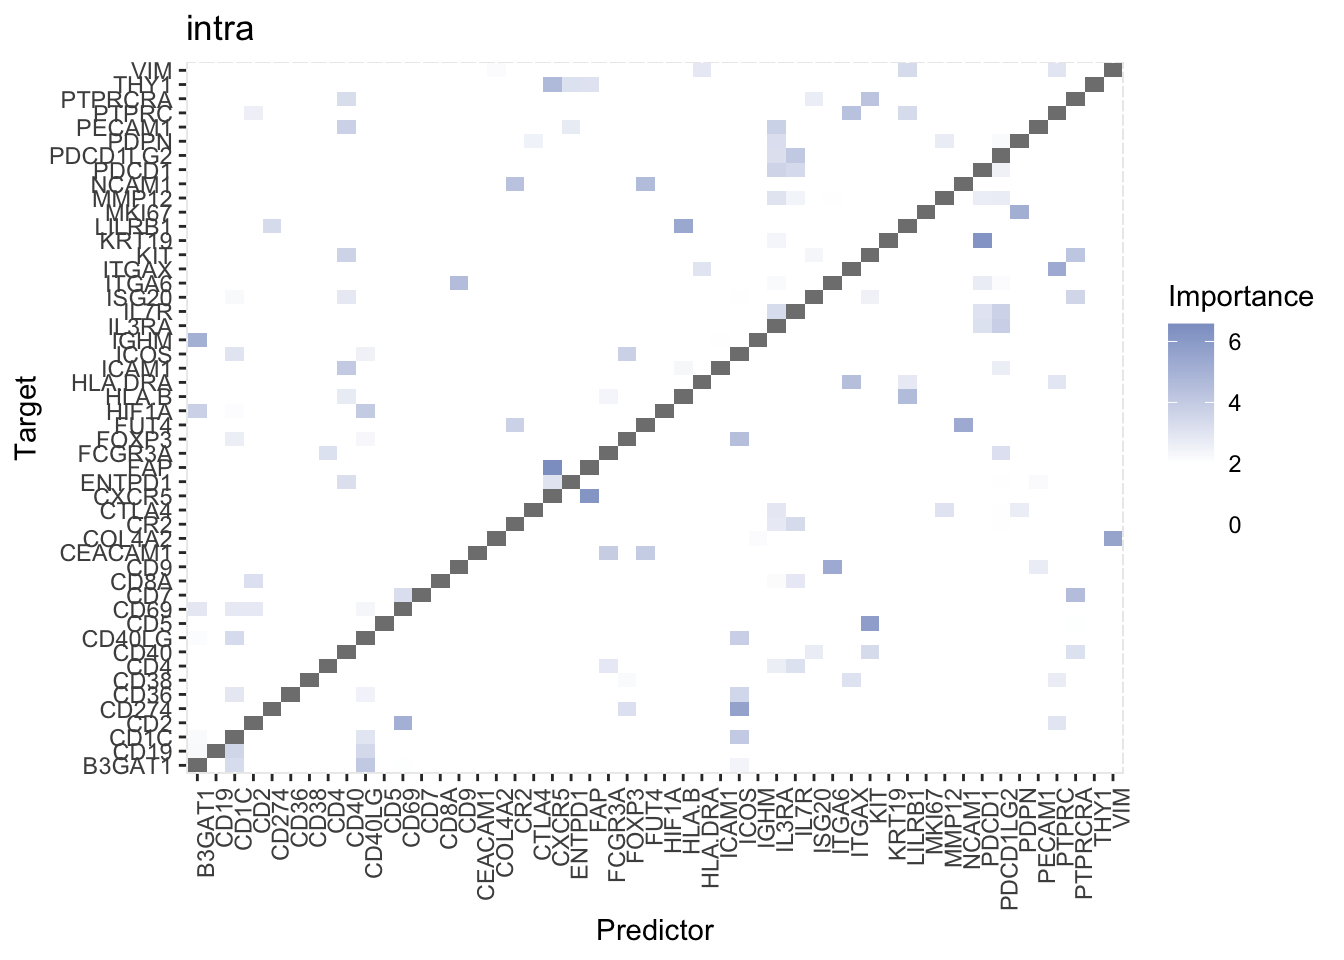 intra
Target
VIM
THY1
PTPRCRA
PTPRC
PECAM1
PDPN
PDCD1LG2
PDCD1
NCAM1
MMP12
MKI67
LILRB1
KRT19
KIT
ITGAX
ITGA6
ISG20
IL7R
IL3RA
IGHM
ICOS
ICAM1
HLA.DRA
HLA.B
HIF1A
FUT4
FOXP3
FCGR3A
FAP
ENTPD1
CXCR5
CTLA4
CR2
COL4A2
CEACAM1
CD9
CD8A
CD7
CD69
CD5
CD40LG
CD40
CD4
CD38
CD36
CD274
CD2
CD1C
CD19
B3GAT1
B3GAT1
CD19
CD1C
CD2
CD274
CD36
CD38
CD4
CD40
CD40LG
CD5
CD69
CD7
CD8A
CD9
CEACAM1
COL4A2
CR2
CTLA4
CXCR5
ENTPD1
FAP
FCGR3A
FOXP3
FUT4
HIF1A
HLA.B
HLA.DRA
ICAM1
ICOS
IGHM
IL3RA
IL7R
ISG20
ITGA6
ITGAX
KIT
KRT19
LILRB1
MKI67
MMP12
NCAM1
PDCD1
PDCD1LG2
PDPN
PECAM1
PTPRC
PTPRCRA
THY1
VIM
Predictor
Importance
6
4
2
0